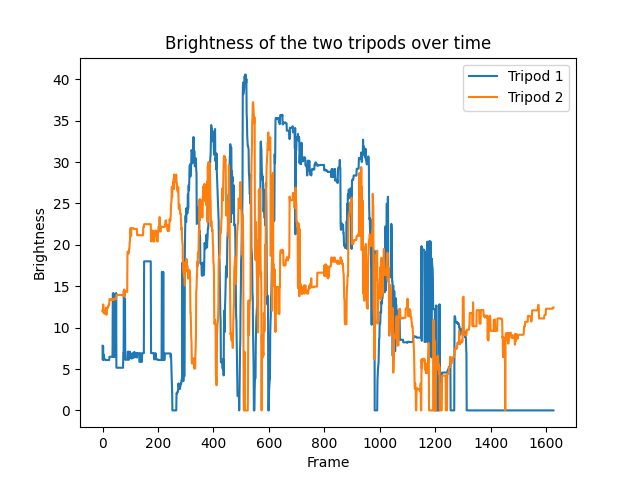 Brightness of the two tripods over time
Tripod 1
Tripod 2
Brightness
40
35
30
25
20
15
10
5
0
0 200 400 600 800 1000 1200 1400 1600
Frame